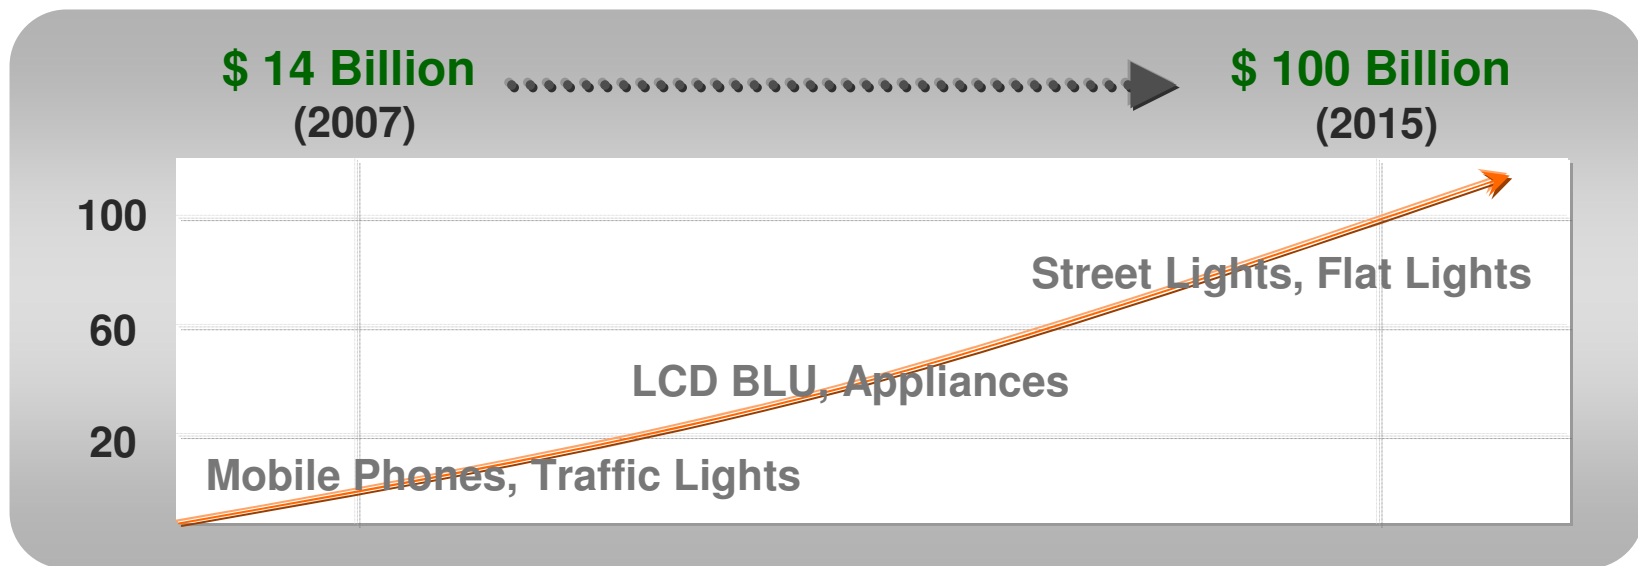 $ 14 Billion
(2007)
$ 100 Billion
(2015)
100
60
20
Street Lights, Flat Lights
LCD BLU, Appliances
Mobile Phones, Traffic Lights